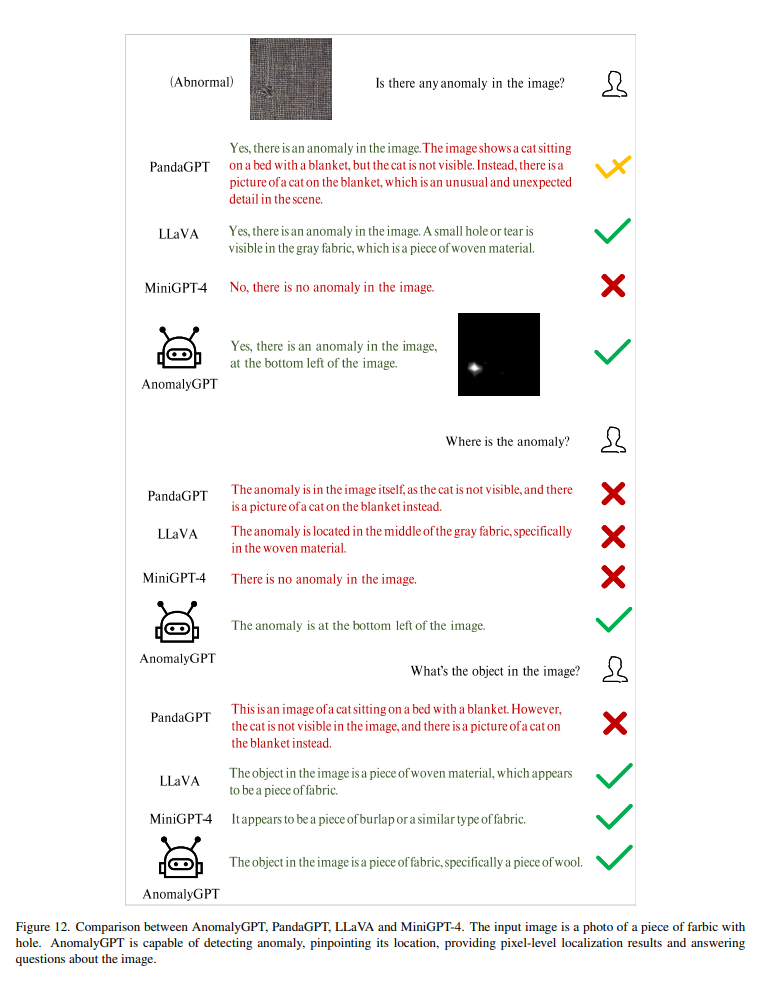 (Abnormal)
Is there any anomaly in the image?
PandaGPT
Yes, there is an anomaly in the image. The image shows a cat sitting
on a bed with a blanket, but the cat is not visible. Instead, there is a
picture of a cat on the blanket, which is an unusual and unexpected
detail in the scene.
LLaVA
Yes, there is an anomaly in the image. A small hole or tear is
visible in the gray fabric, which is a piece of woven material.
MiniGPT-4
No, there is no anomaly in the image.
Yes, there is an anomaly in the image,
at the bottom left of the image.
AnomalyGPT
Where is the anomaly?
PandaGPT
The anomaly is in the image itself, as the cat is not visible, and there
is a picture of a cat on the blanket instead.
LLaVA
The anomaly is located in the middle of the gray fabric, specifically
in the woven material.
MiniGPT-4
There is no anomaly in the image.
The anomaly is at the bottom left of the image.
AnomalyGPT
What's the object in the image?
PandaGPT
This is an image of a cat sitting on a bed with a blanket. However,
the cat is not visible in the image, and there is a picture of a cat on
the blanket instead.
LLaVA
The object in the image is a piece of woven material, which appears
to be a piece of fabric.
MiniGPT-4
It appears to be a piece of burlap or a similar type of fabric.
The object in the image is a piece of fabric, specifically a piece of wool.
AnomalyGPT
Figure 12. Comparison between AnomalyGPT, PandaGPT, LLaVA and MiniGPT-4. The input image is a photo of a piece of farbic with
hole. AnomalyGPT is capable of detecting anomaly, pinpointing its location, providing pixel-level localization results and answering
questions about the image.